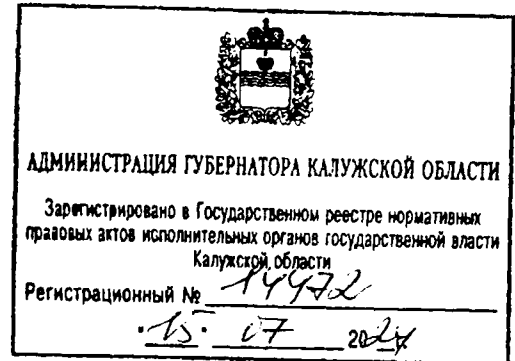 АДМИНИСТРАЦИЯ ГУБЕРНАТОРА КАЛУЖСКОЙ ОБЛАСТИ
Зарегистрировано в Государственном реестре нормативных
правовых актов исполнительных органов государственной власти
Калужской области
Регистрационный № 14972
"15" 07 2024